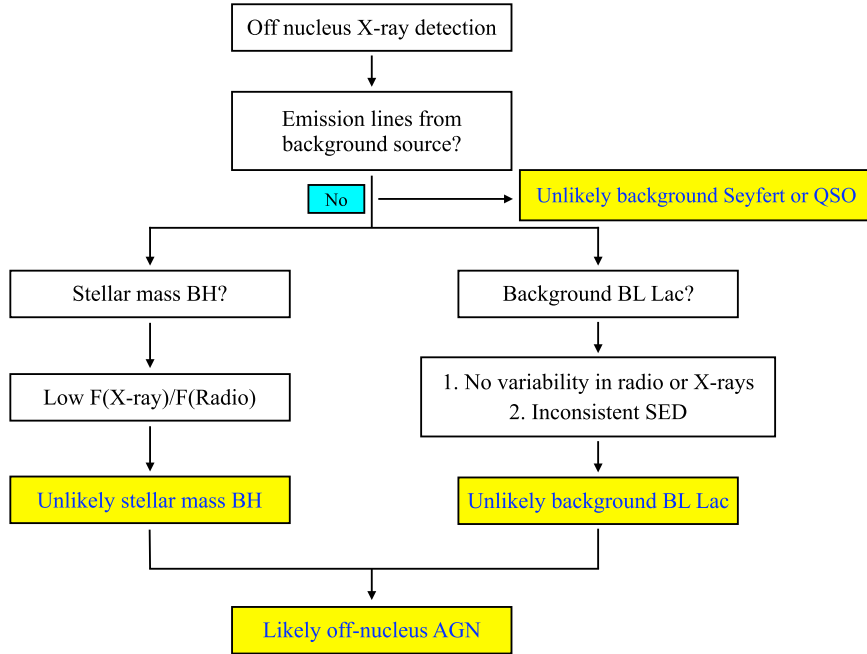 Off nucleus X-ray detection
Emission lines from
background source?
No
Unlikely background Seyfert or QSO
Stellar mass BH?
Background BL Lac?
Low F(X-ray)/F(Radio)
1. No variability in radio or X-rays
2. Inconsistent SED
Unlikely stellar mass BH
Unlikely background BL Lac
Likely off-nucleus AGN